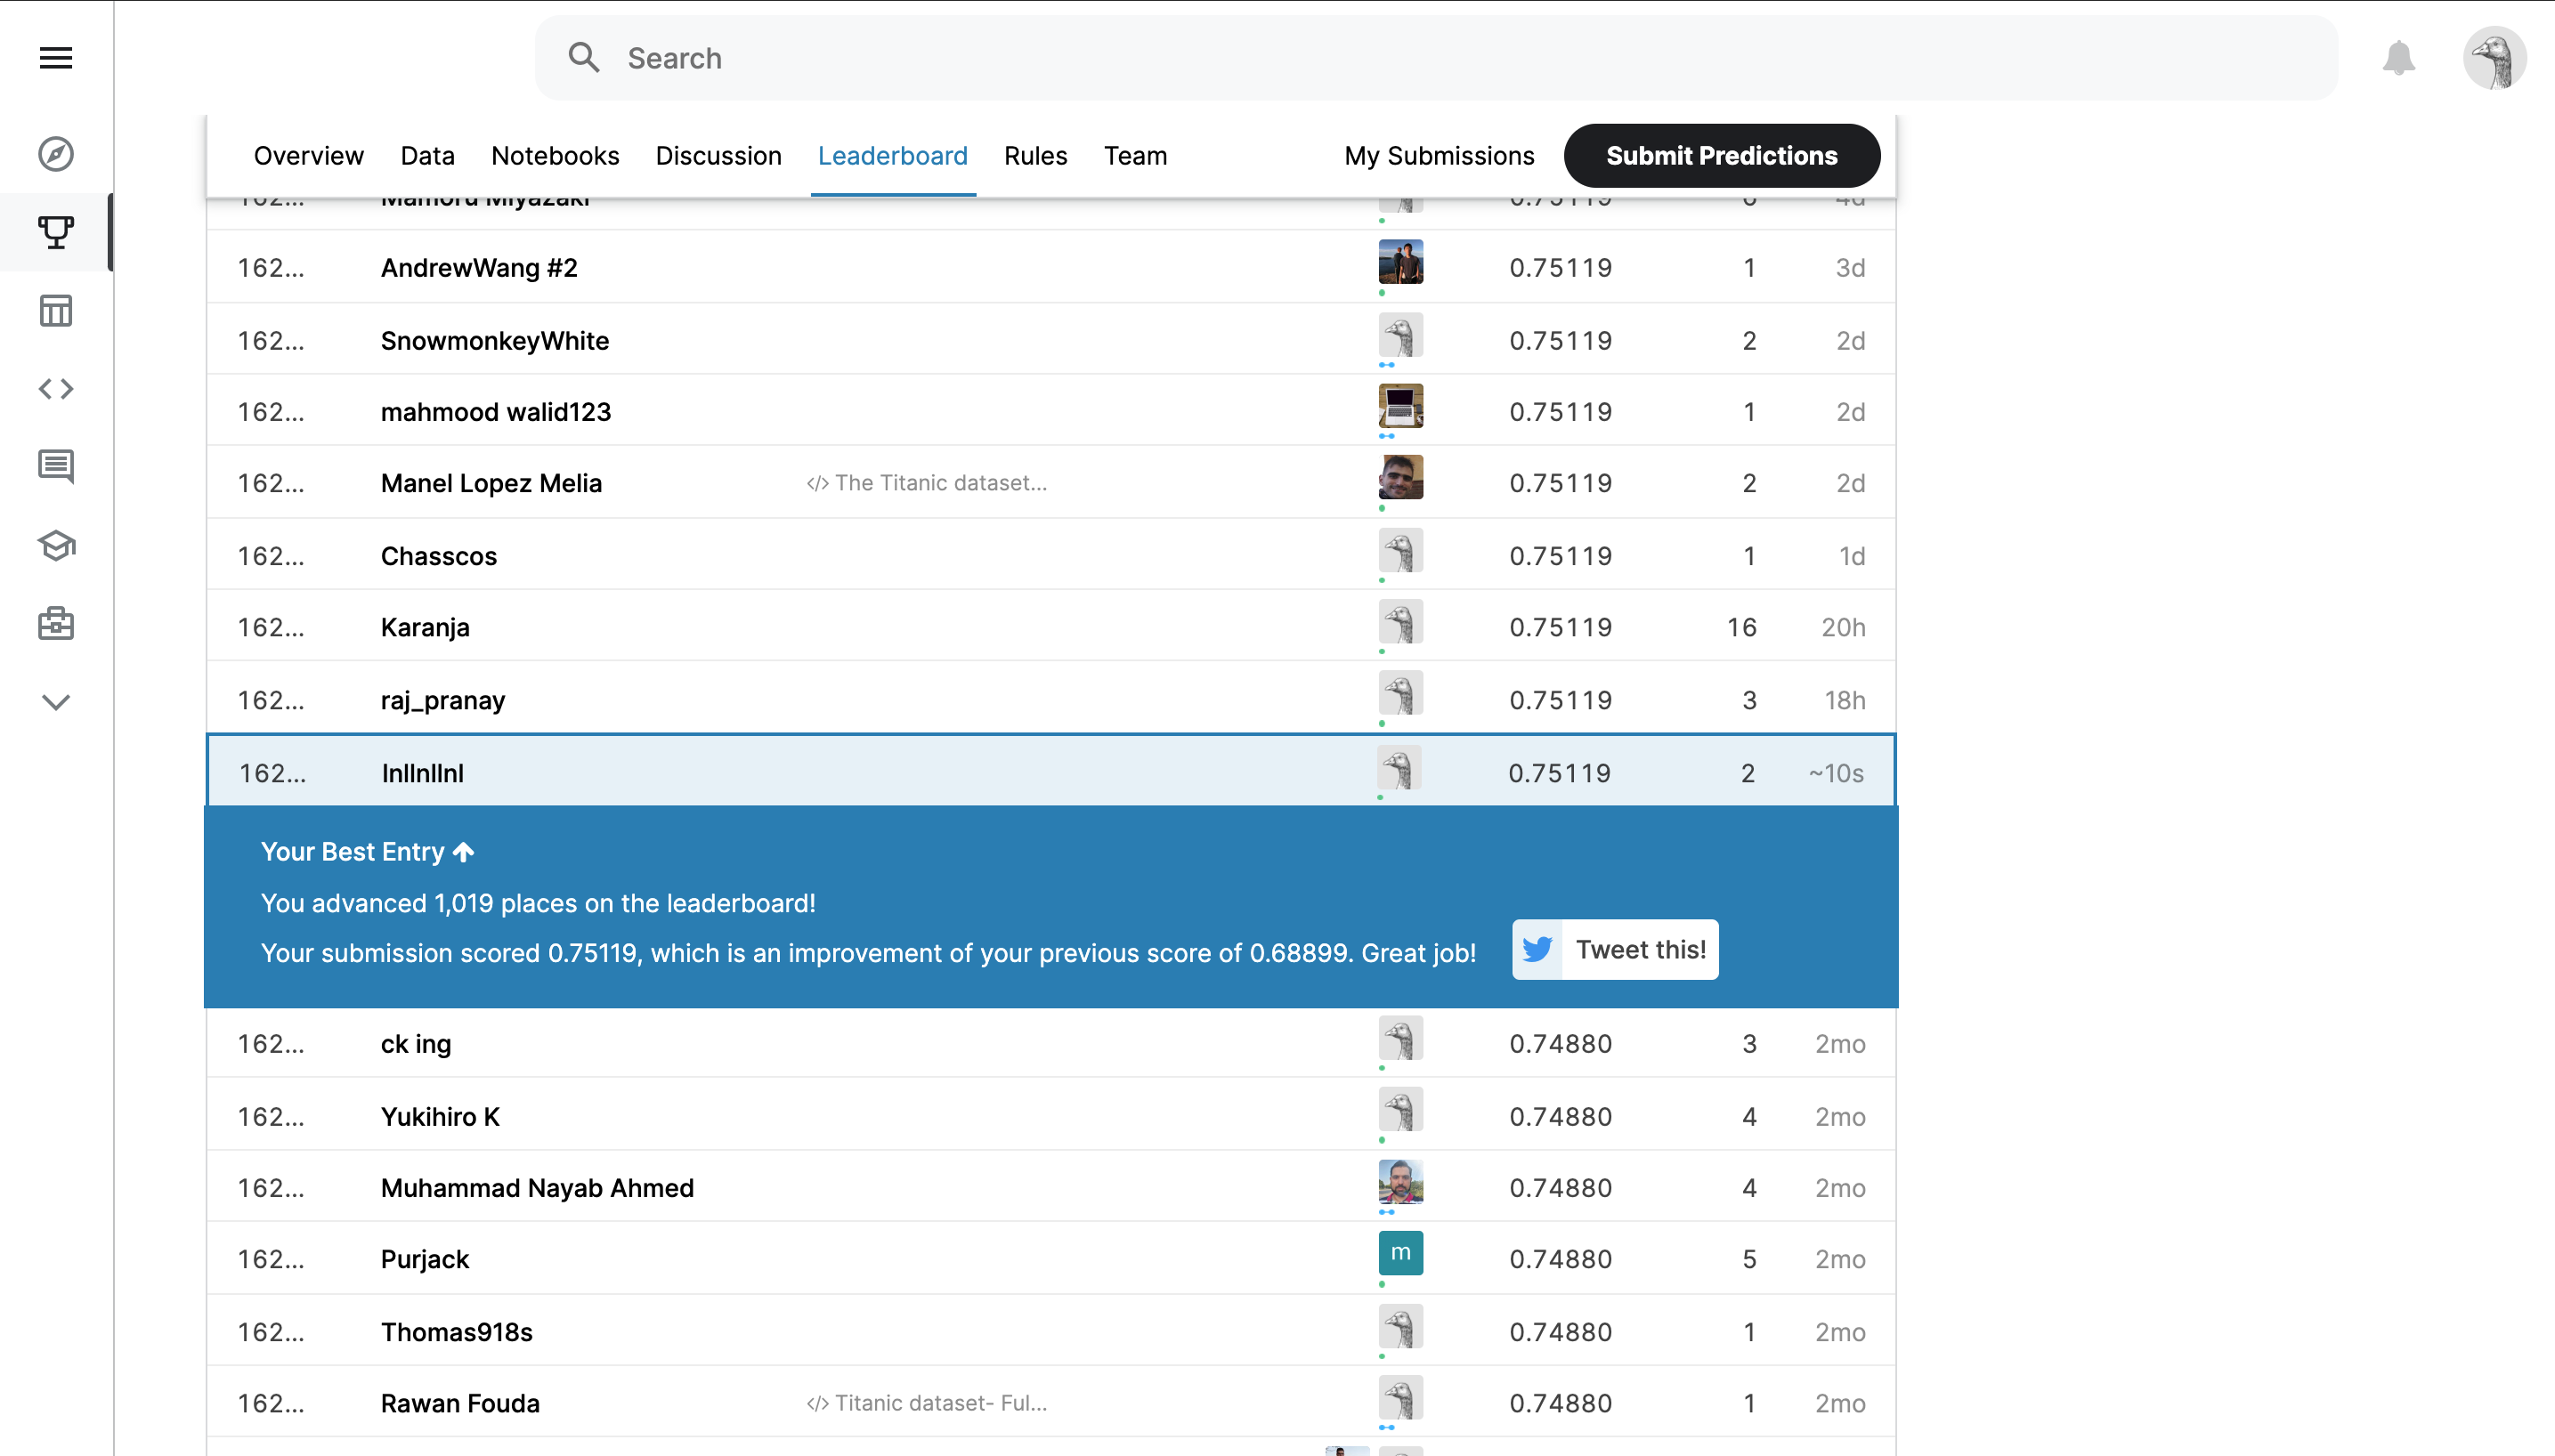 Search
Overview Data Notebooks Discussion Leaderboard Rules Team My Submissions Submit Predictions
162... Mamoru Miyazaki 0.75119 6 4d
162... AndrewWang #2 0.75119 1 3d
162... SnowmonkeyWhite 0.75119 2 2d
162... mahmood walid123 0.75119 1 2d
162... Manel Lopez Melia </> The Titanic dataset... 0.75119 2 2d
162... Chasscos 0.75119 1 1d
162... Karanja 0.75119 16 20h
162... raj_pranay 0.75119 3 18h
162... lnllnllnl 0.75119 2 ~10s
Your Best Entry
You advanced 1,019 places on the leaderboard!
Your submission scored 0.75119, which is an improvement of your previous score of 0.68899. Great job! Tweet this!
162... ck ing 0.74880 3 2mo
162... Yukihiro K 0.74880 4 2mo
162... Muhammad Nayab Ahmed 0.74880 4 2mo
162... Purjack m 0.74880 5 2mo
162... Thomas918s 0.74880 1 2mo
162... Rawan Fouda </> Titanic dataset- Ful... 0.74880 1 2mo